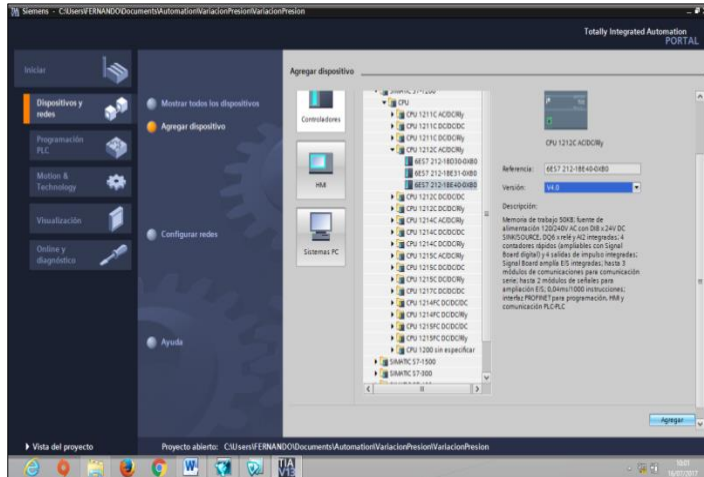 Siemens - C:\Users\FERNANDO\Documents\Automation\VariacionPresion\VariacionPresion
Totally Integrated Automation
PORTAL
Iniciar
Dispositivos y
redes
Programación
PLC
Motion &
Technology
Visualización
Online y
diagnóstico
Mostrar todos los dispositivos
Agregar dispositivo
Configurar redes
Ayuda
Agregar dispositivo
Controladores
HMI
Sistemas PC
SIMATIC S7-1200
CPU
CPU 1211C AC/DC/Rly
CPU 1211C DC/DC/DC
CPU 1211C DC/DC/Rly
CPU 1212C AC/DC/Rly
6ES7 212-1BD30-0XB0
6ES7 212-1BE31-0XB0
6ES7 212-1BE40-0XB0
CPU 1212C DC/DC/DC
CPU 1212C DC/DC/Rly
CPU 1214C AC/DC/Rly
CPU 1214C DC/DC/DC
CPU 1214C DC/DC/Rly
CPU 1215C AC/DC/Rly
CPU 1215C DC/DC/DC
CPU 1215C DC/DC/Rly
CPU 1217C DC/DC/DC
CPU 1214FC DC/DC/DC
CPU 1214FC DC/DC/Rly
CPU 1215FC DC/DC/DC
CPU 1215FC DC/DC/Rly
CPU 1200 sin especificar
SIMATIC S7-1500
SIMATIC S7-300
CPU 1212C AC/DC/Rly
Referencia: 6ES7 212-1BE40-0XB0
Versión: V4.0
Descripción:
Memoria de trabajo 50KB; fuente de
alimentación 120/240V AC con DI8 x 24V DC
SINK/SOURCE, DQ6 x relé y AI2 integradas; 4
contadores rápidos (ampliables con Signal
Board digital) y 4 salidas de impulso integradas;
Signal Board amplía E/S integradas; hasta 3
módulos de comunicaciones para comunicación
serie; hasta 2 módulos de señales para
ampliación E/S; 0,04ms/1000 instrucciones;
interfaz PROFINET para programación, HMI y
comunicación PLC-PLC
Agregar
Vista del proyecto
Proyecto abierto: C:\Users\FERNANDO\Documents\Automation\VariacionPresion\VariacionPresion
TIA
V13
10:01
16/07/2017